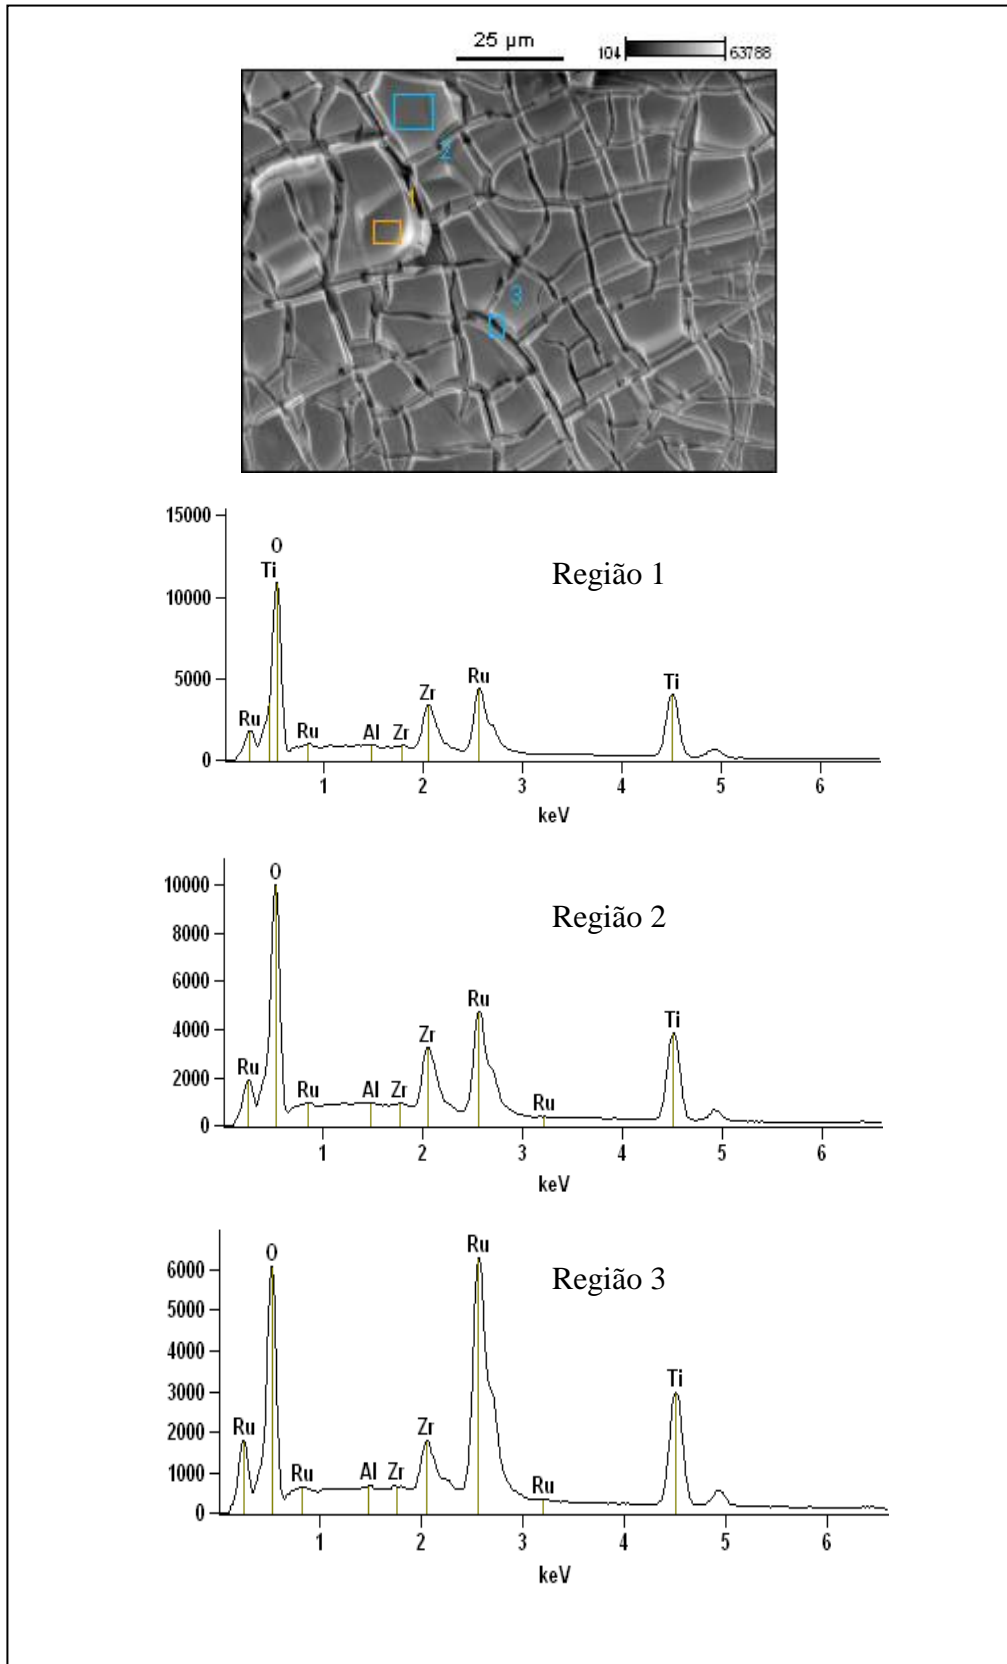 25 µm
104 63788
2
1
3
15000
10000
5000
0
O
Ti
Ru
Ru
Al
Zr
Zr
Ru
Ti
Região 1
1 2 3 4 5 6
keV
10000
8000
6000
4000
2000
0
O
Ru
Ru
Al
Zr
Zr
Ru
Ru
Ti
Região 2
1 2 3 4 5 6
keV
6000
5000
4000
3000
2000
1000
0
O
Ru
Ru
Al
Zr
Zr
Ru
Ru
Ti
Região 3
1 2 3 4 5 6
keV